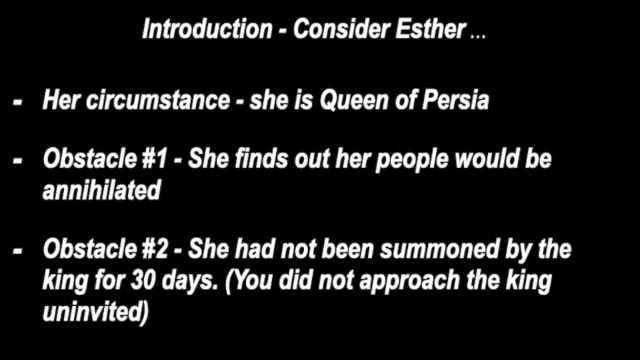 Introduction - Consider Esther ...
- Her circumstance - she is Queen of Persia
- Obstacle #1 - She finds out her people would be
annihilated
- Obstacle #2 - She had not been summoned by the
king for 30 days. (You did not approach the king
uninvited)